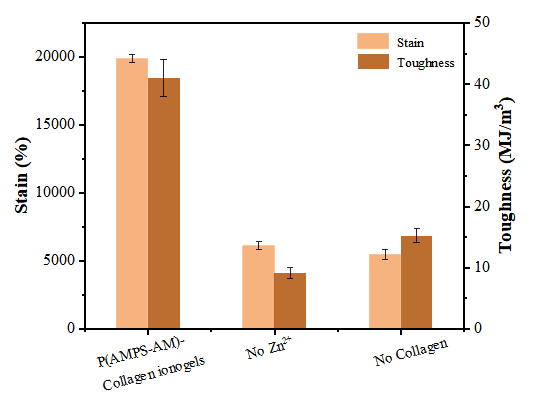 20000
15000
10000
5000
0
Stain (%)
Stain
Toughness
50
40
30
20
10
0
Toughness (MJ/m³)
P(AMPS-AM)-
Collagen ionogels
No Zn²⁺
No Collagen